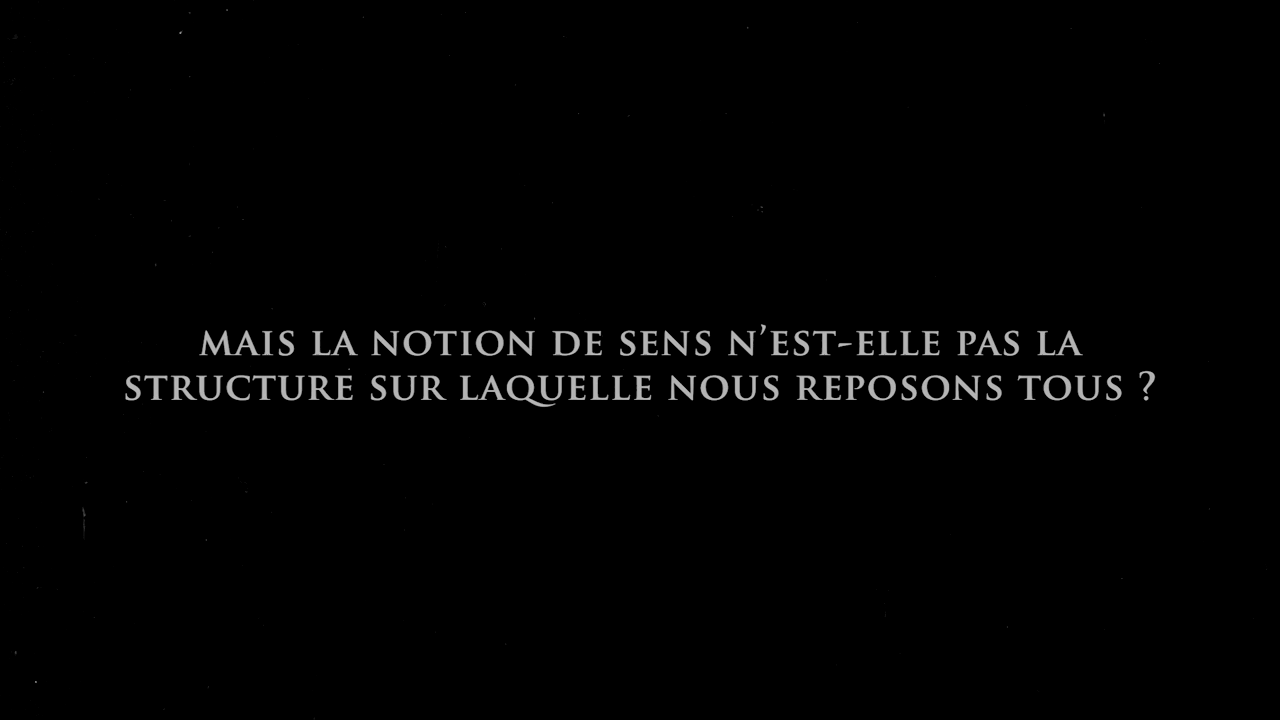 MAIS LA NOTION DE SENS N'EST-ELLE PAS LA
STRUCTURE SUR LAQUELLE NOUS REPOSONS TOUS ?